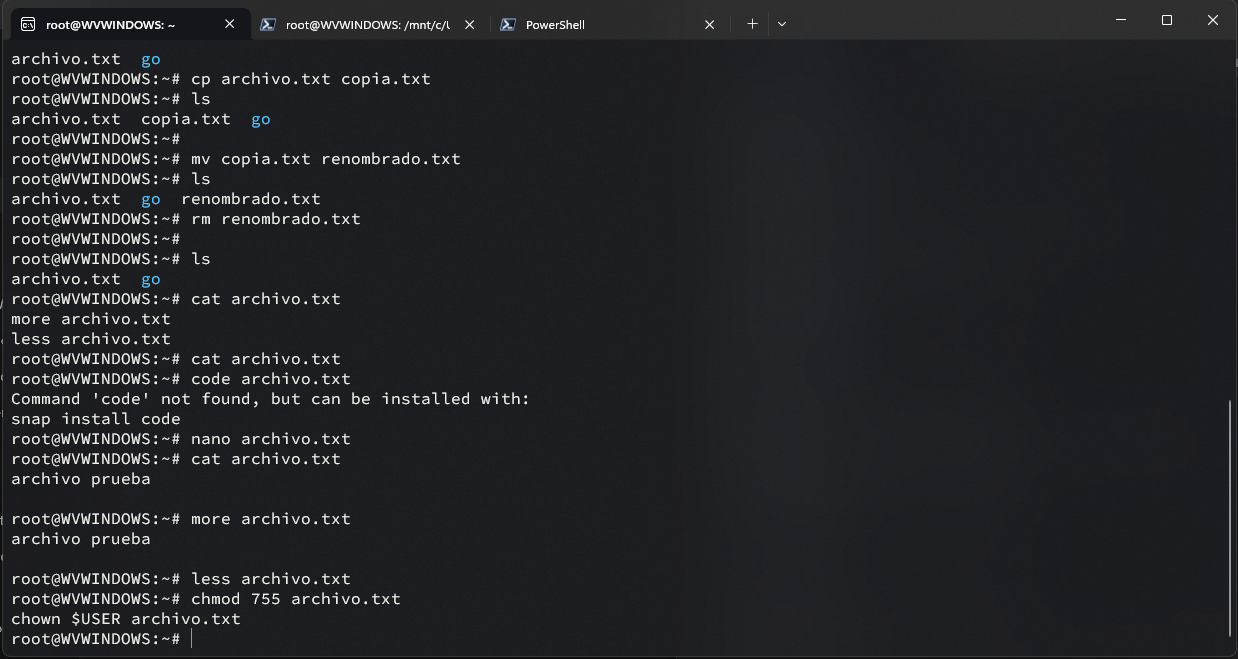 root@WVWINDOWS: ~
root@WVWINDOWS: /mnt/c/U
PowerShell
archivo.txt  go
root@WVWINDOWS:~# cp archivo.txt copia.txt
root@WVWINDOWS:~# ls
archivo.txt  copia.txt  go
root@WVWINDOWS:~#
root@WVWINDOWS:~# mv copia.txt renombrado.txt
root@WVWINDOWS:~# ls
archivo.txt  go  renombrado.txt
root@WVWINDOWS:~# rm renombrado.txt
root@WVWINDOWS:~#
root@WVWINDOWS:~# ls
archivo.txt  go
root@WVWINDOWS:~# cat archivo.txt
more archivo.txt
less archivo.txt
root@WVWINDOWS:~# cat archivo.txt
root@WVWINDOWS:~# code archivo.txt
Command 'code' not found, but can be installed with:
snap install code
root@WVWINDOWS:~# nano archivo.txt
root@WVWINDOWS:~# cat archivo.txt
archivo prueba
root@WVWINDOWS:~# more archivo.txt
archivo prueba
root@WVWINDOWS:~# less archivo.txt
root@WVWINDOWS:~# chmod 755 archivo.txt
chown $USER archivo.txt
root@WVWINDOWS:~#